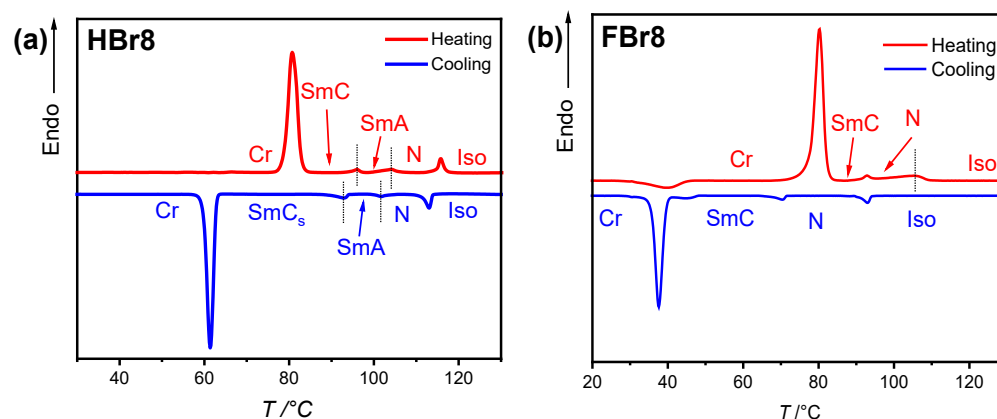 (a)
HBr8
Heating
Cooling
Endo
SmC
SmA
Cr
N
Iso
Cr
SmCs
SmA
N
Iso
40 60 80 100 120
T /°C
(b)
FBr8
Heating
Cooling
Endo
SmC
N
Cr
Iso
Cr
SmC
N
Iso
20 40 60 80 100 120
T /°C